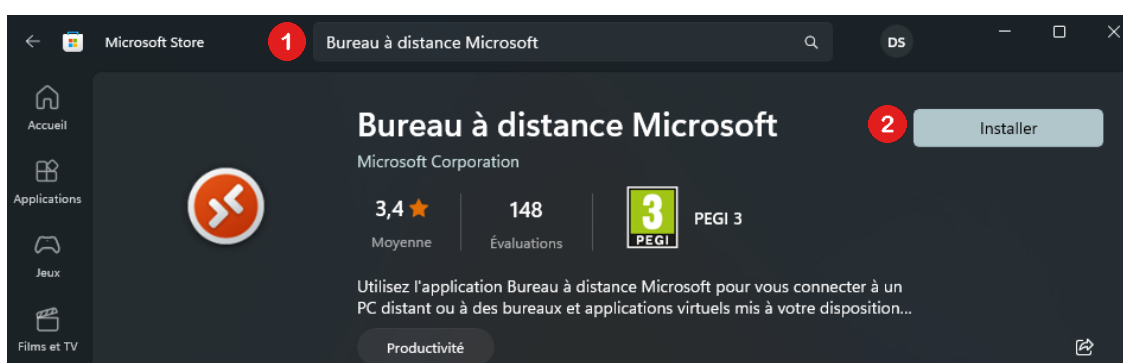 Microsoft Store
1
Bureau à distance Microsoft
DS
Accueil
Applications
Jeux
Films et TV
Bureau à distance Microsoft
2
Installer
Microsoft Corporation
3,4
148
3
PEGI
PEGI 3
Moyenne
Évaluations
Utilisez l'application Bureau à distance Microsoft pour vous connecter à un
PC distant ou à des bureaux et applications virtuels mis à votre disposition...
Productivité